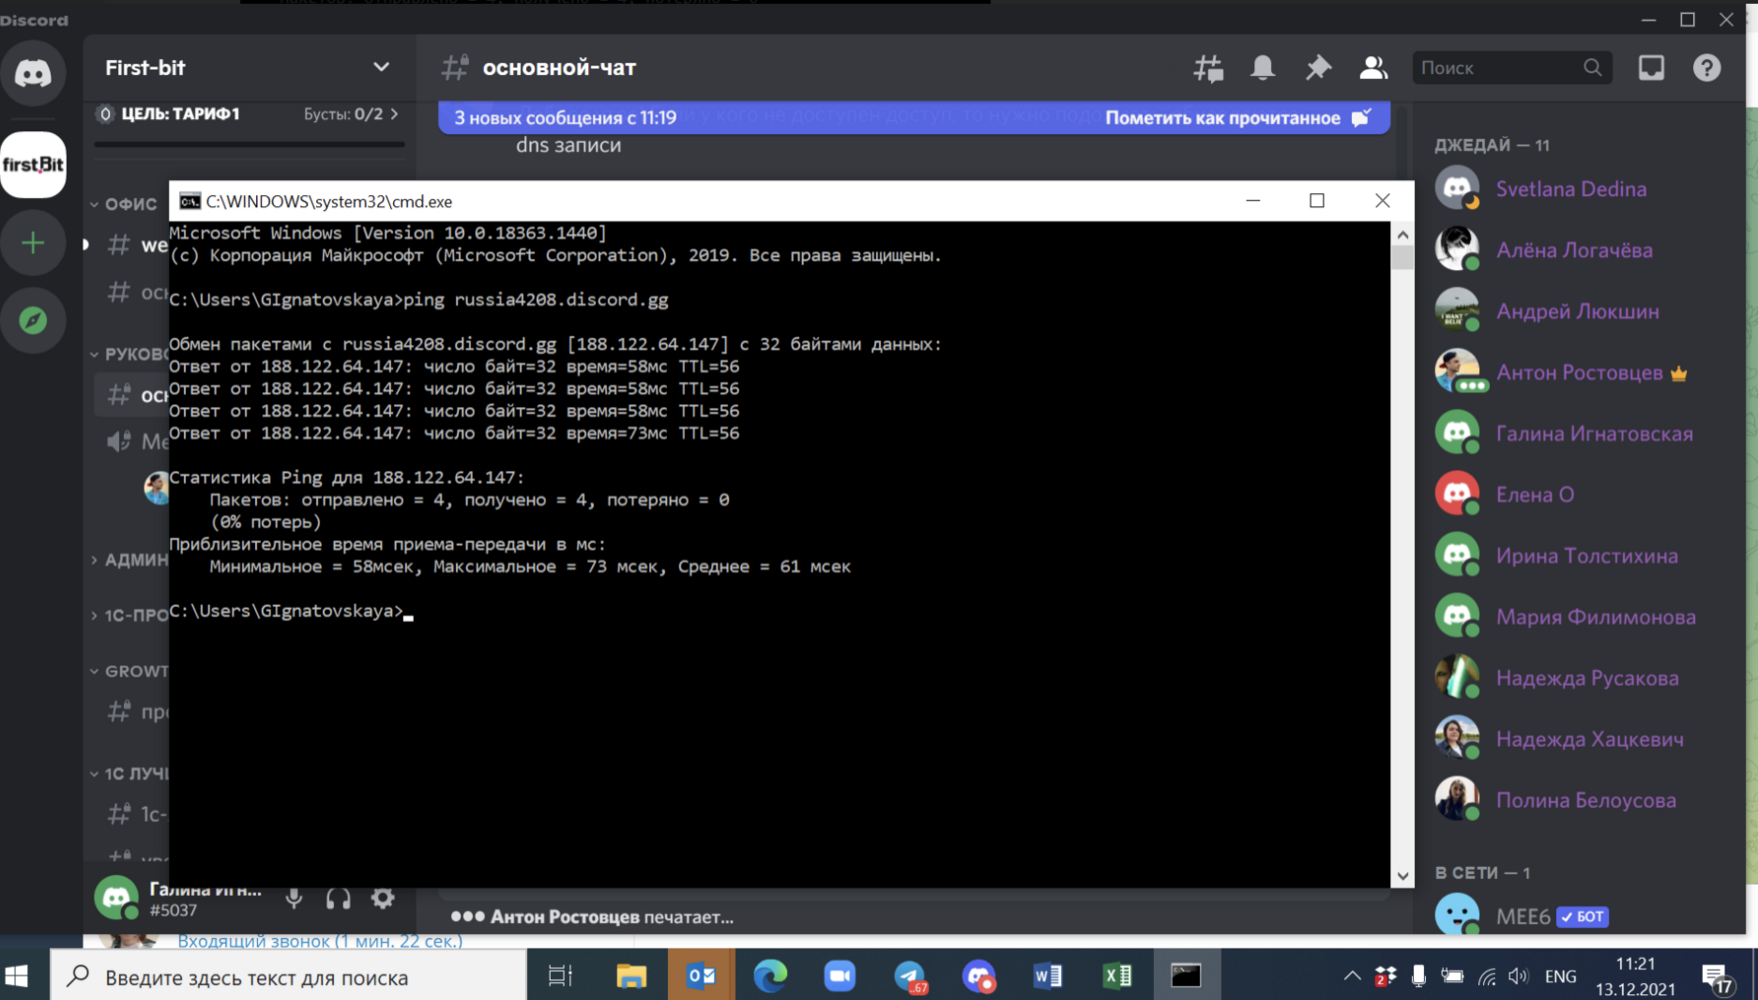 Discord
First-bit
основной-чат
Поиск
ЦЕЛЬ: ТАРИФ1
Бусты: 0/2
3 новых сообщения с 11:19
Пометить как прочитанное
dns записи
firstBit
ОФИС
we
ос
РУКОВО
ос
Ме
АДМИН
1С-ПРО
GROWT
пр
1С ЛУЧ
1с-
C:\WINDOWS\system32\cmd.exe
Microsoft Windows [Version 10.0.18363.1440]
(c) Корпорация Майкрософт (Microsoft Corporation), 2019. Все права защищены.
C:\Users\GIgnatovskaya>ping russia4208.discord.gg
Обмен пакетами с russia4208.discord.gg [188.122.64.147] с 32 байтами данных:
Ответ от 188.122.64.147: число байт=32 время=58мс TTL=56
Ответ от 188.122.64.147: число байт=32 время=58мс TTL=56
Ответ от 188.122.64.147: число байт=32 время=58мс TTL=56
Ответ от 188.122.64.147: число байт=32 время=73мс TTL=56
Статистика Ping для 188.122.64.147:
Пакетов: отправлено = 4, получено = 4, потеряно = 0
(0% потерь)
Приблизительное время приема-передачи в мс:
Минимальное = 58мсек, Максимальное = 73 мсек, Среднее = 61 мсек
C:\Users\GIgnatovskaya>
ДЖЕДАЙ — 11
Svetlana Dedina
Алёна Логачёва
Андрей Люкшин
Антон Ростовцев
Галина Игнатовская
Елена О
Ирина Толстихина
Мария Филимонова
Надежда Русакова
Надежда Хацкевич
Полина Белоусова
В СЕТИ — 1
MEE6 БОТ
Галина Игн...
#5037
Антон Ростовцев печатает...
Входящий звонок (1 мин. 22 сек.)
Введите здесь текст для поиска
67
2
ENG
11:21
13.12.2021
17